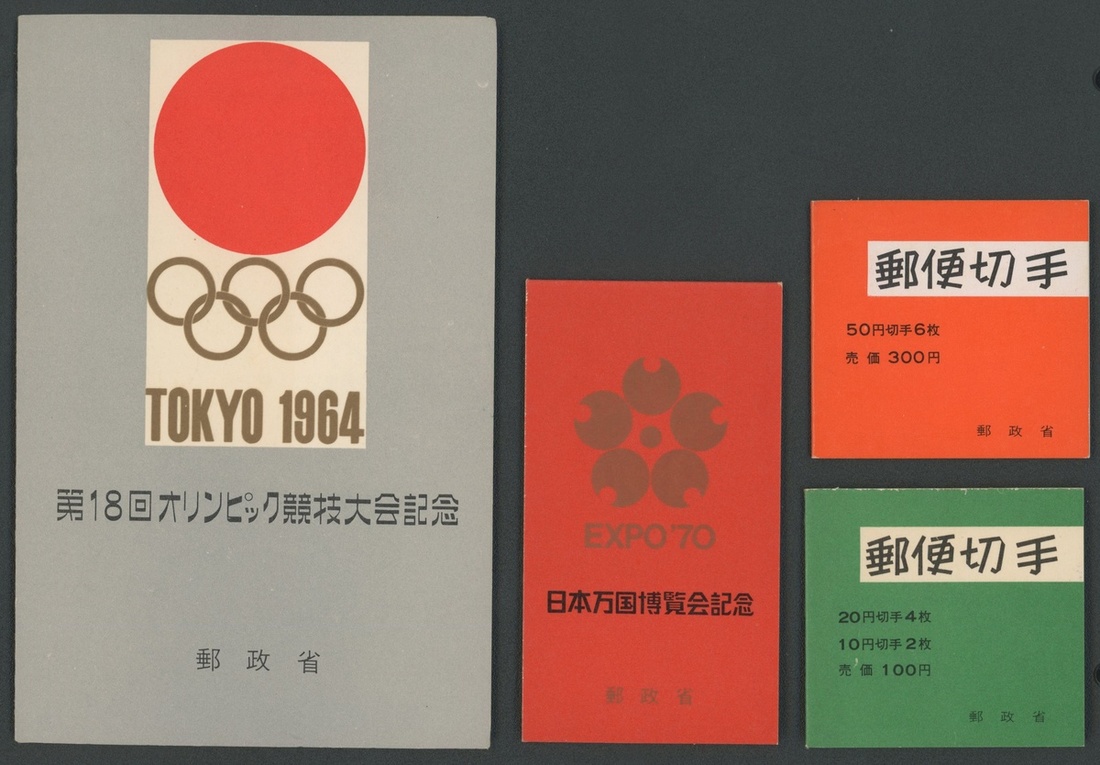 TOKYO 1964
第18回オリンピック競技大会記念
郵政省
EXPO'70
日本万国博覧会記念
郵政省
郵便切手
50円切手6枚
売価 300円
郵政省
郵便切手
20円切手4枚
10円切手2枚
売価 100円
郵政省